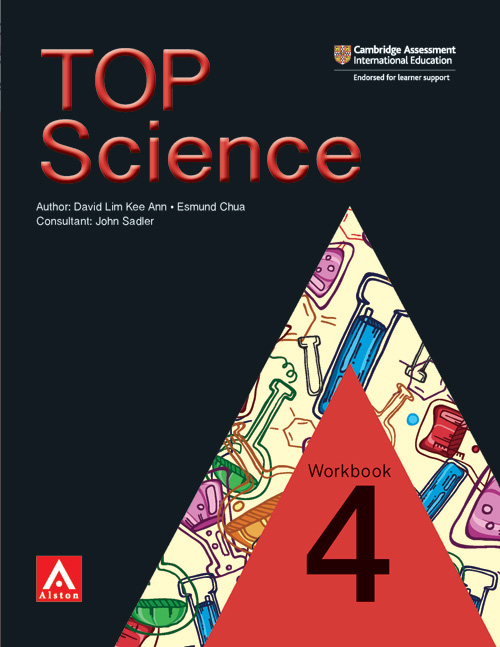 TOP
Science
Cambridge Assessment
International Education
Endorsed for learner support
Author: David Lim Kee Ann • Esmund Chua
Consultant: John Sadler
Workbook
4
Alston